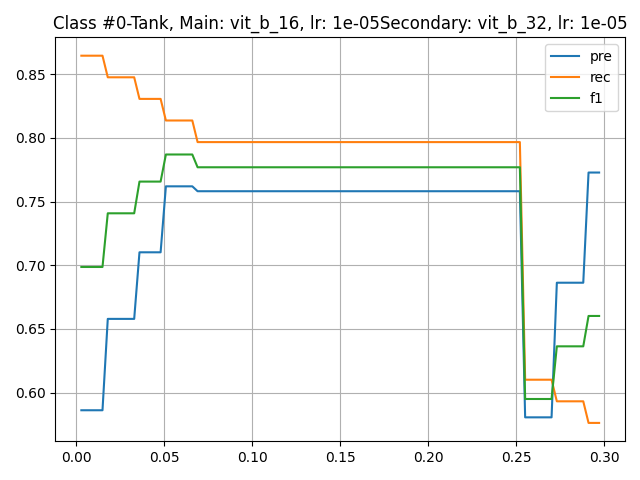 Class #0-Tank, Main: vit_b_16, lr: 1e-05Secondary: vit_b_32, lr: 1e-05
pre
rec
f1
0.85
0.80
0.75
0.70
0.65
0.60
0.00 0.05 0.10 0.15 0.20 0.25 0.30